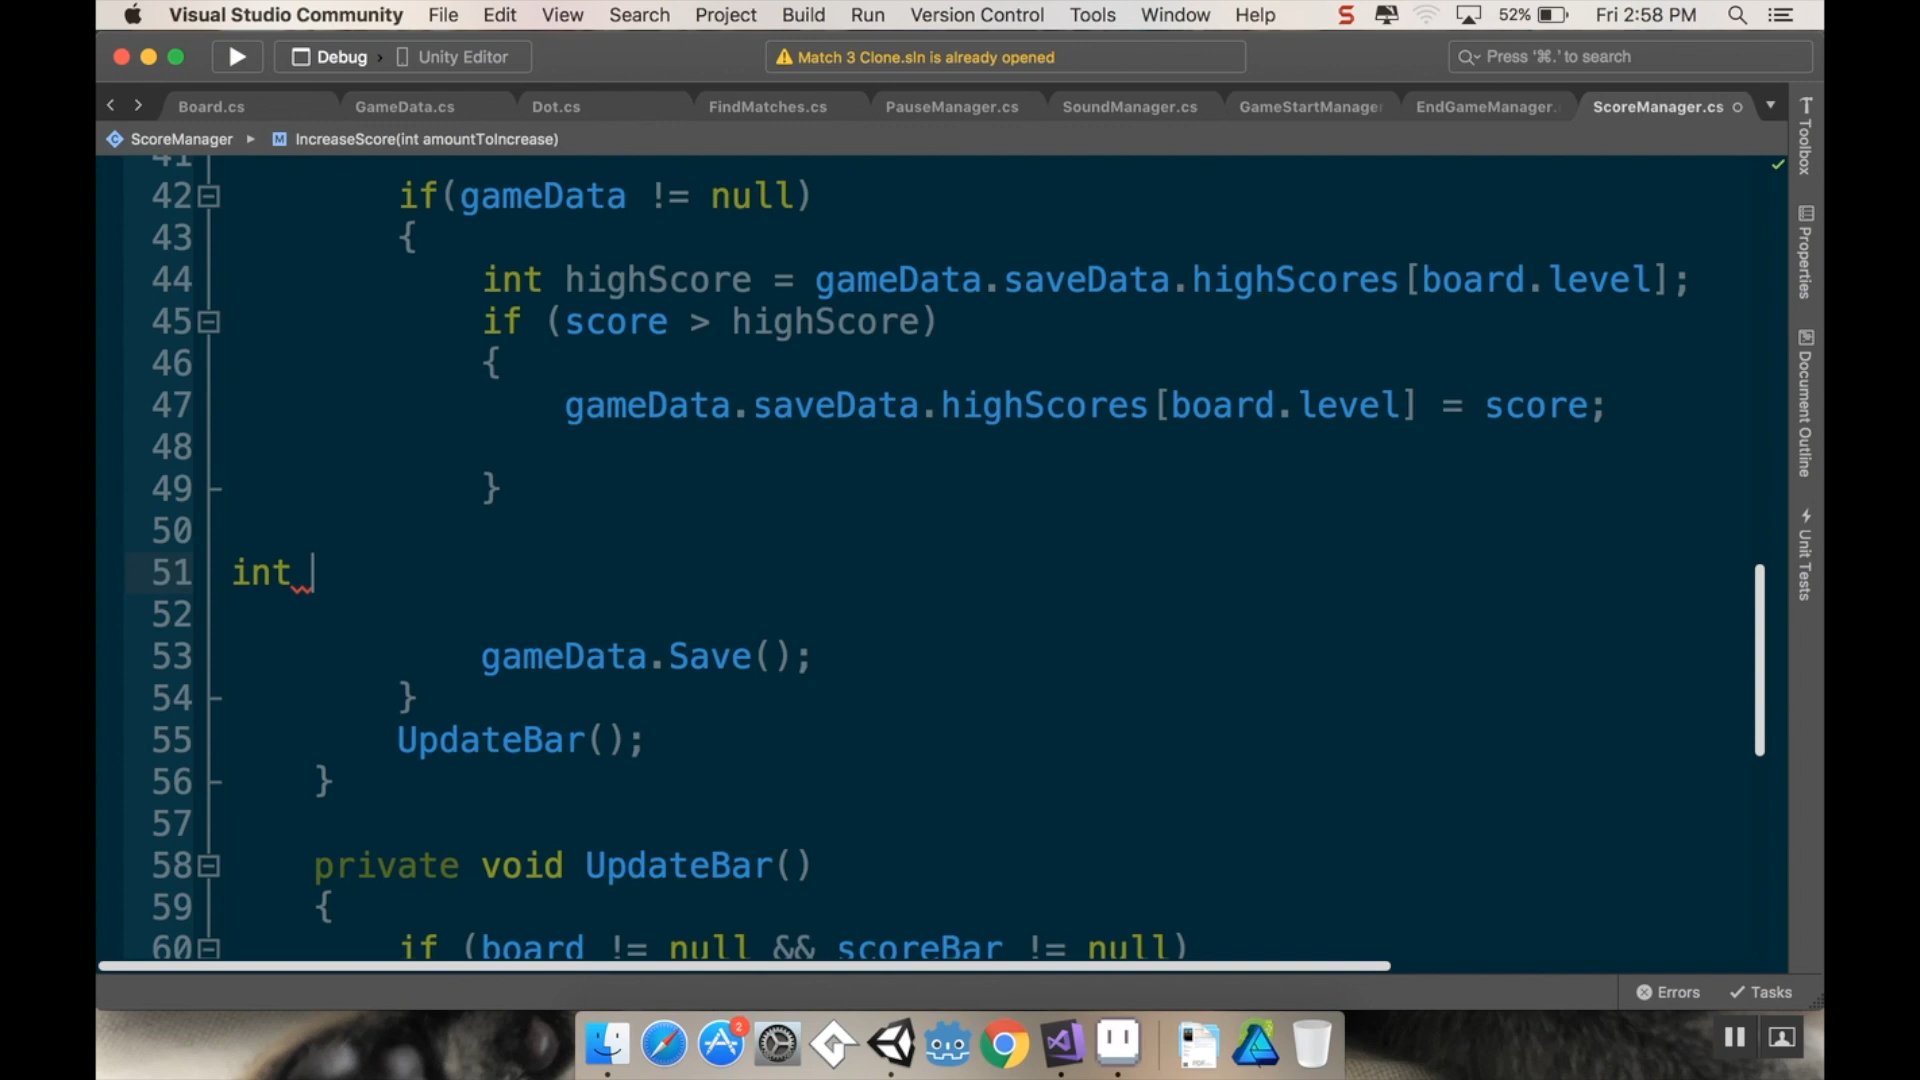 Visual Studio Community File Edit View Search Project Build Run Version Control Tools Window Help S 52% Fri 2:58 PM
Debug › Unity Editor
Match 3 Clone.sln is already opened
Press '⌘.' to search
Board.cs GameData.cs Dot.cs FindMatches.cs PauseManager.cs SoundManager.cs GameStartManage EndGameManager. ScoreManager.cs
ScoreManager ▸ M IncreaseScore(int amountToIncrease)
41
42 if(gameData != null)
43 {
44 int highScore = gameData.saveData.highScores[board.level];
45 if (score > highScore)
46 {
47 gameData.saveData.highScores[board.level] = score;
48
49 }
50
51 int
52
53 gameData.Save();
54 }
55 UpdateBar();
56 }
57
58 private void UpdateBar()
59 {
60 if (board != null && scoreBar != null)
Toolbox
Properties
Document Outline
Unit Tests
Errors Tasks
2
PDF